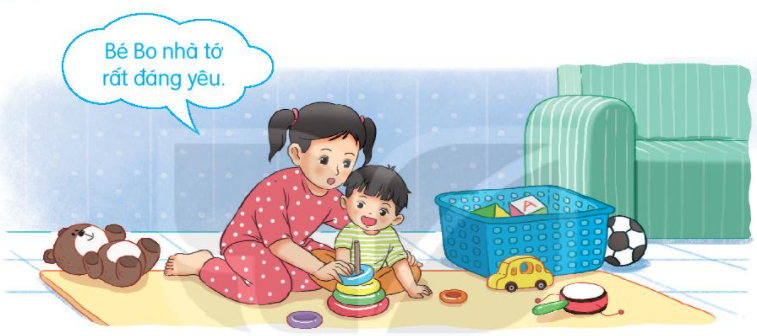 Bé Bo nhà tớ
rất đáng yêu.
A